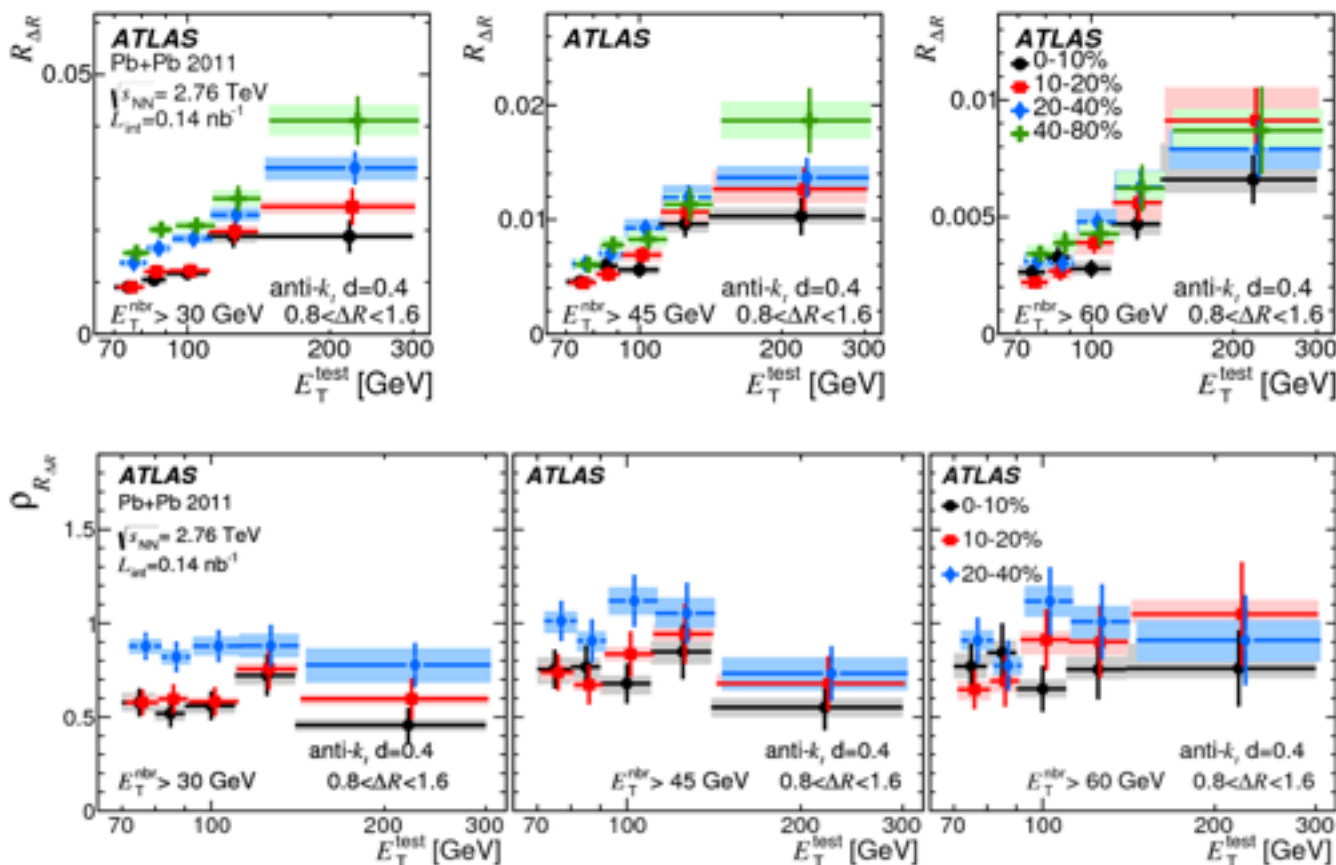 R_ΔR
ATLAS
Pb+Pb 2011
√s_NN = 2.76 TeV
L_int=0.14 nb⁻¹
0.05
0
anti-k_t d=0.4
E_T^nbr > 30 GeV 0.8<ΔR<1.6
70 100 200 300
E_T^test [GeV]
R_ΔR
ATLAS
0.02
0.01
0
anti-k_t d=0.4
E_T^nbr > 45 GeV 0.8<ΔR<1.6
70 100 200 300
E_T^test [GeV]
R_ΔR
ATLAS
0-10%
10-20%
20-40%
40-80%
0.01
0.005
0
anti-k_t d=0.4
E_T^nbr > 60 GeV 0.8<ΔR<1.6
70 100 200 300
E_T^test [GeV]
ρ_R_ΔR
ATLAS
Pb+Pb 2011
√s_NN = 2.76 TeV
L_int=0.14 nb⁻¹
1.5
1
0.5
0
anti-k_t d=0.4
E_T^nbr > 30 GeV 0.8<ΔR<1.6
70 100 200 300
E_T^test [GeV]
ATLAS
anti-k_t d=0.4
E_T^nbr > 45 GeV 0.8<ΔR<1.6
70 100 200 300
E_T^test [GeV]
ATLAS
0-10%
10-20%
20-40%
anti-k_t d=0.4
E_T^nbr > 60 GeV 0.8<ΔR<1.6
70 100 200 300
E_T^test [GeV]